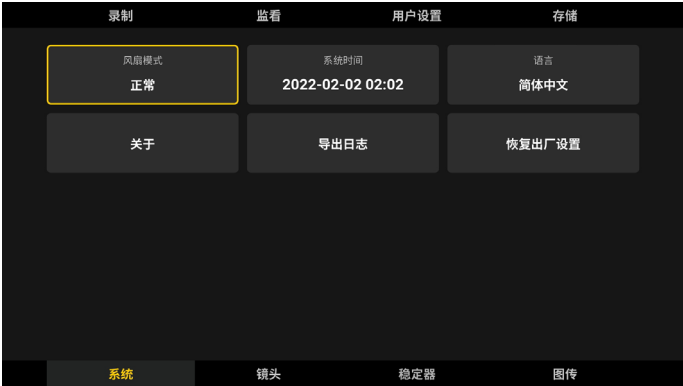 录制 监看 用户设置 存储
风扇模式 系统时间 语言
正常 2022-02-02 02:02 简体中文
关于 导出日志 恢复出厂设置
系统 镜头 稳定器 图传